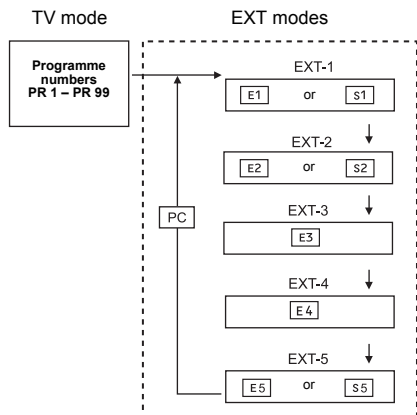 TV mode EXT modes
Programme
numbers
PR 1 – PR 99
EXT-1
E1 or S1
EXT-2
E2 or S2
EXT-3
E3
PC
EXT-4
E4
EXT-5
E5 or S5